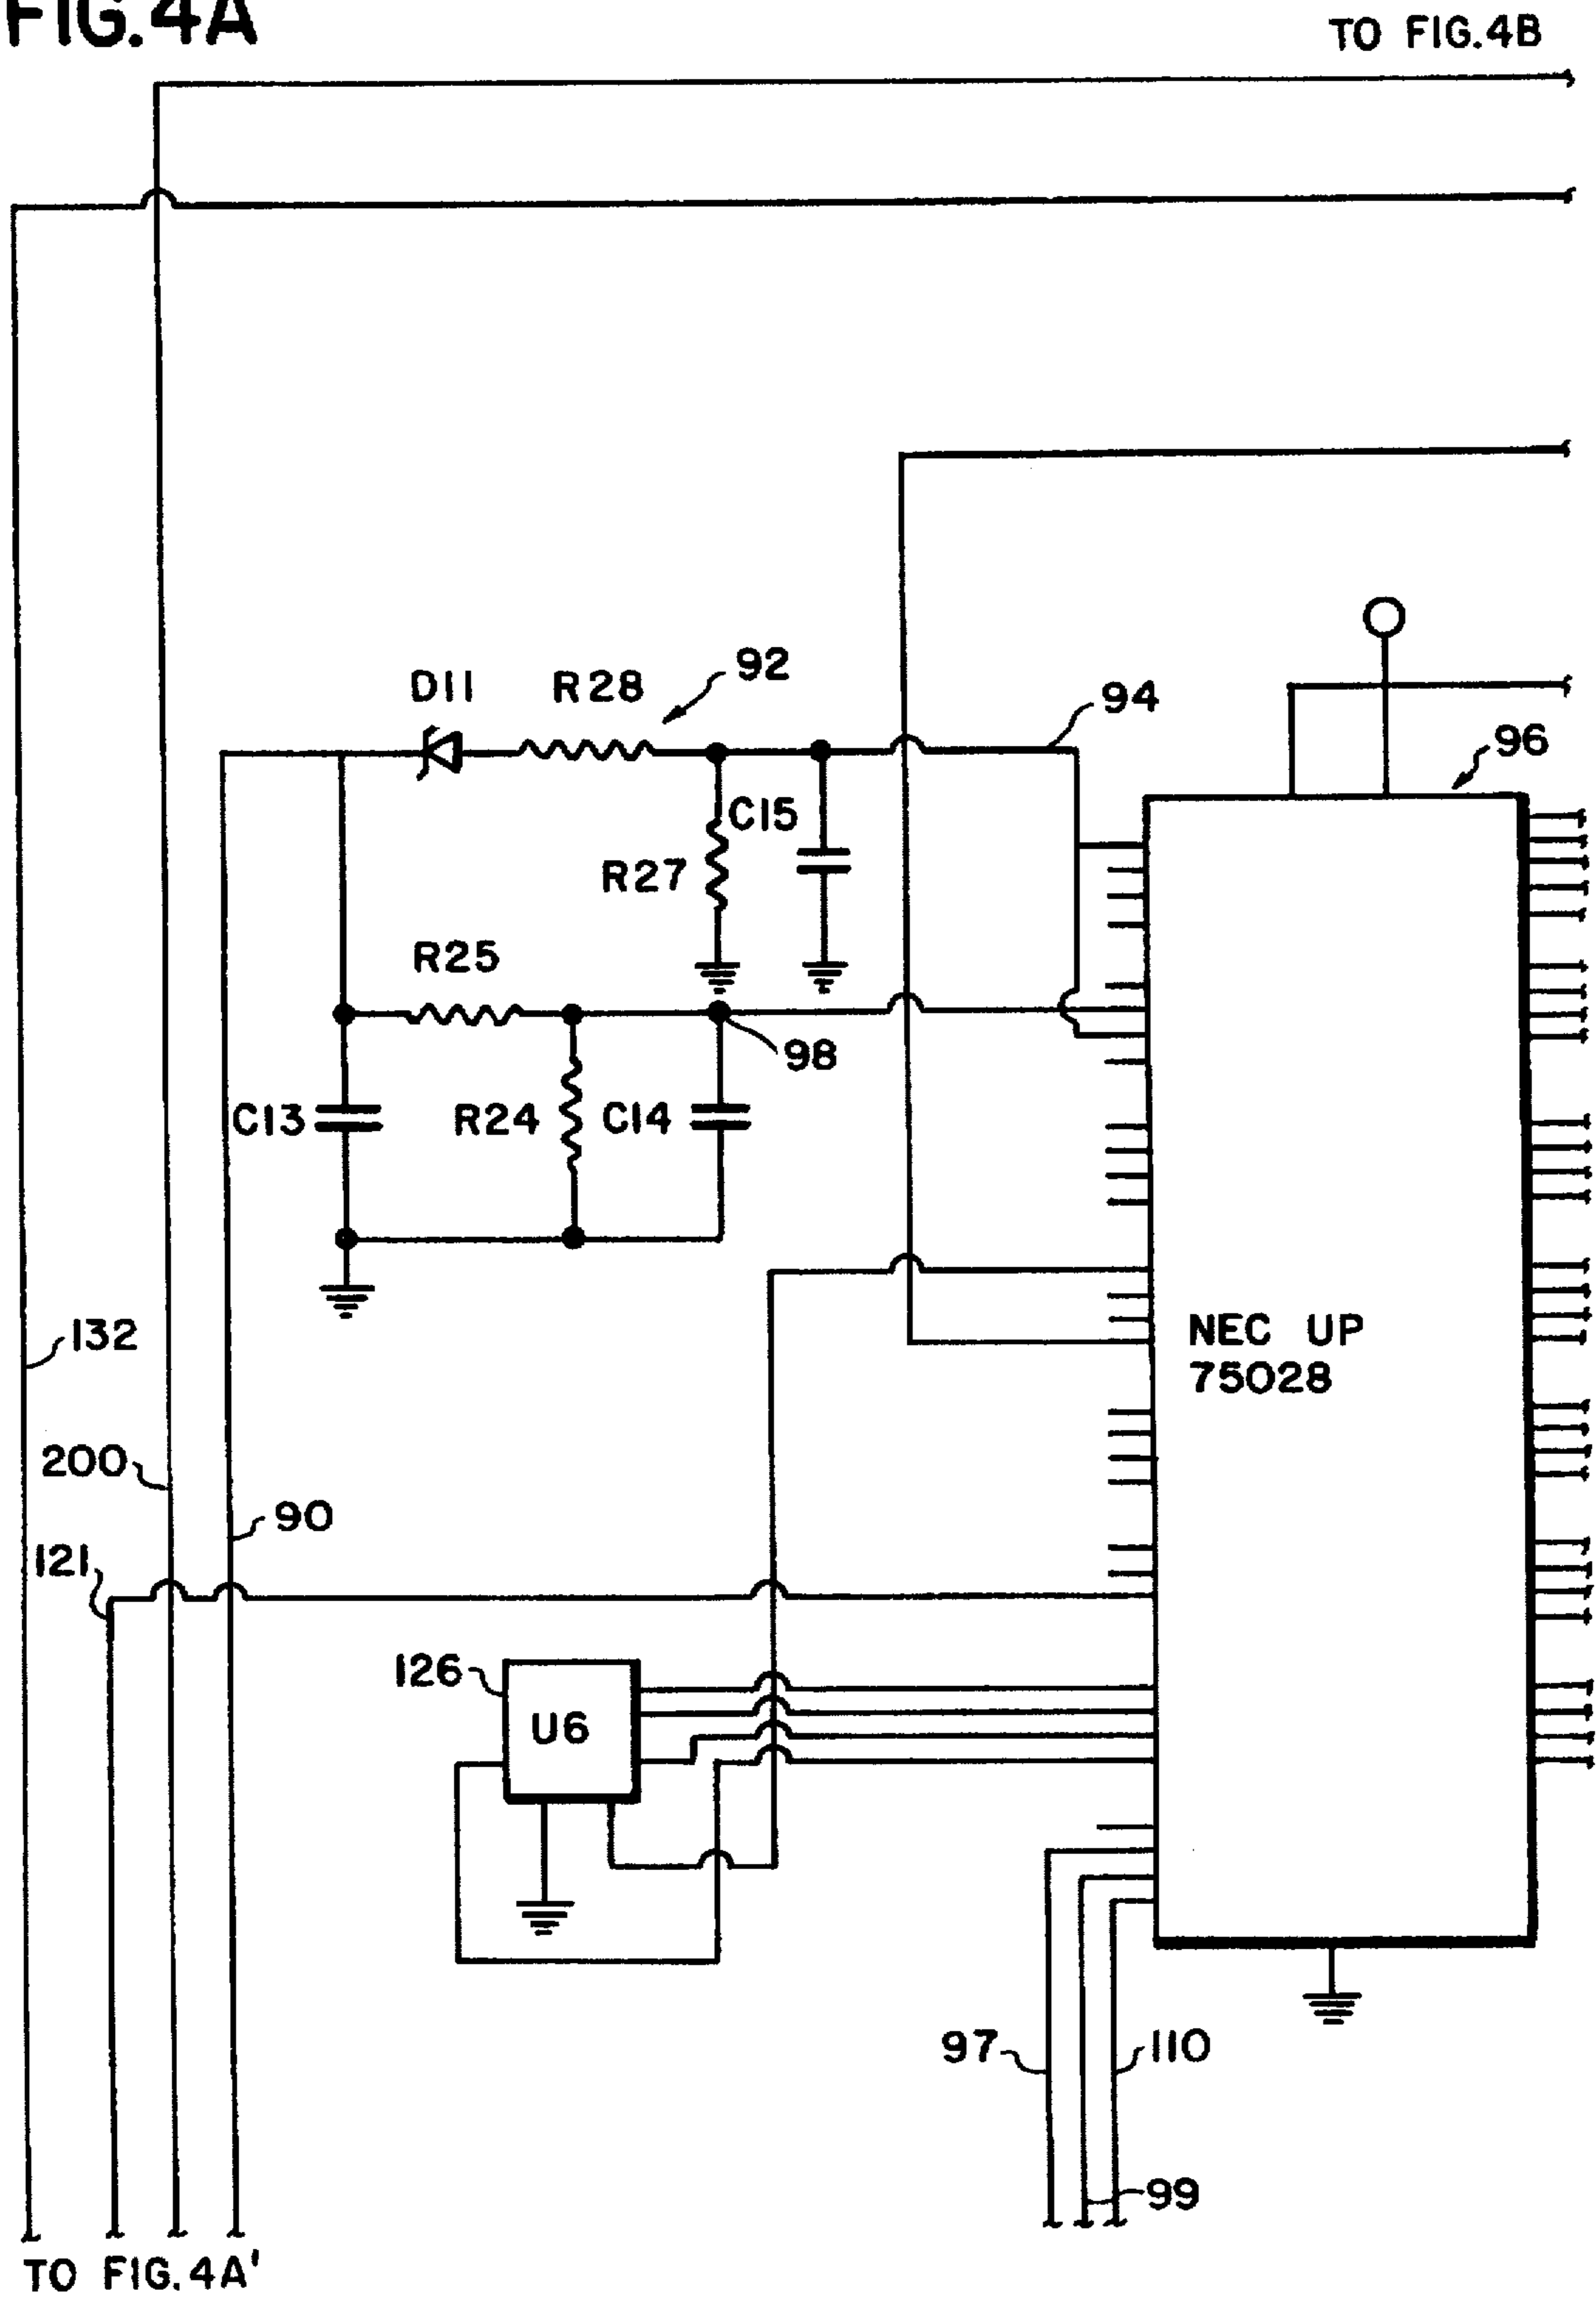 FIG. 4A
TO FIG. 4B
D11
R28
92
94
96
C15
R27
R25
98
C13
R24
C14
132
NEC UP
75028
200
90
121
126
U6
97
110
99
TO FIG. 4A'